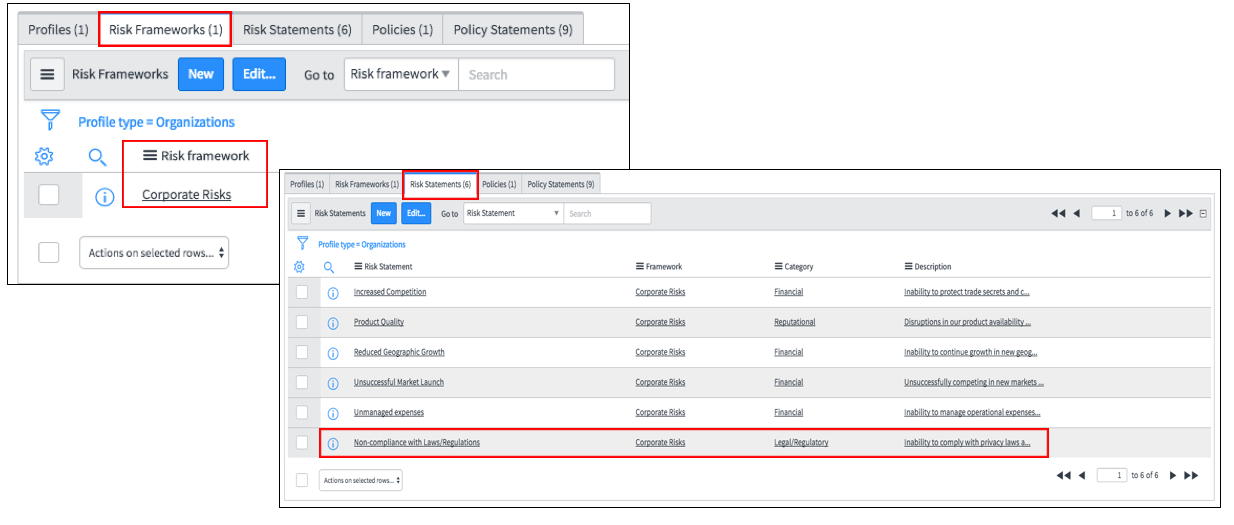 Profiles (1) Risk Frameworks (1) Risk Statements (6) Policies (1) Policy Statements (9)
Risk Frameworks New Edit... Go to Risk framework Search
Profile type = Organizations
Risk framework
Corporate Risks
Actions on selected rows...
Profiles (1) Risk Frameworks (1) Risk Statements (6) Policies (1) Policy Statements (9)
Risk Statements New Edit... Go to Risk Statement Search 1 to 6 of 6
Profile type = Organizations
Risk Statement Framework Category Description
Increased Competition Corporate Risks Financial Inability to protect trade secrets and c...
Product Quality Corporate Risks Reputational Disruptions in our product availability ...
Reduced Geographic Growth Corporate Risks Financial Inability to continue growth in new geog...
Unsuccessful Market Launch Corporate Risks Financial Unsuccessfully competing in new markets ...
Unmanaged expenses Corporate Risks Financial Inability to manage operational expenses...
Non-compliance with Laws/Regulations Corporate Risks Legal/Regulatory Inability to comply with privacy laws a...
Actions on selected rows... 1 to 6 of 6